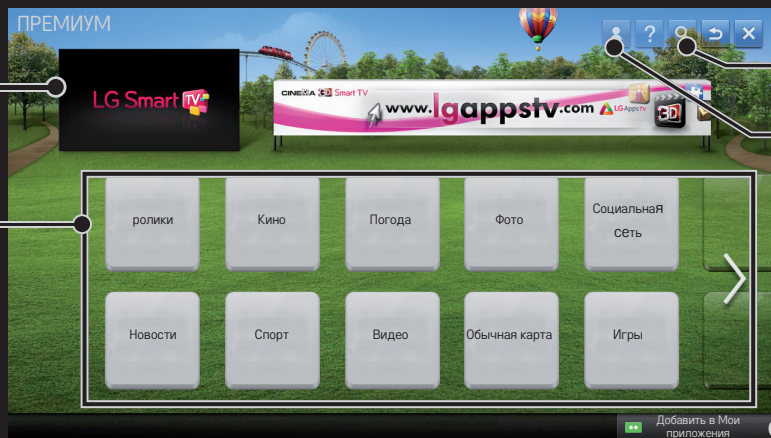 ПРЕМИУМ
?
LG Smart TV
CINEMA 3D Smart TV
www.lgappstv.com
LG Apps TV
3D
ролики
Кино
Погода
Фото
Социальная
сеть
Новости
Спорт
Видео
Обычная карта
Игры
Добавить в Мои
приложения